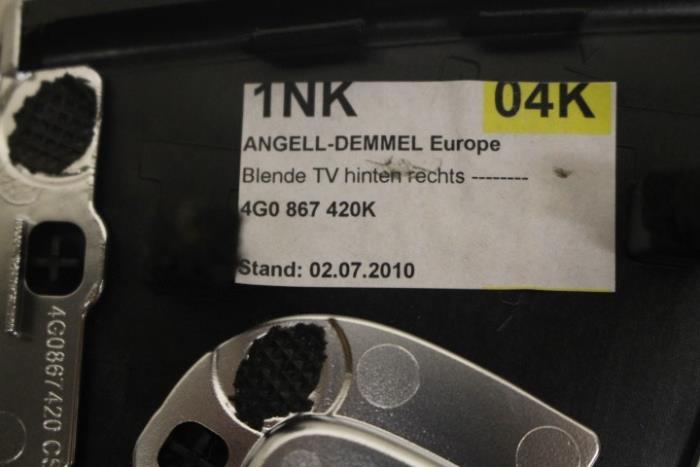 1NK 04K
ANGELL-DEMMEL Europe
Blende TV hinten rechts --------
4G0 867 420K
Stand: 02.07.2010
4G0867420